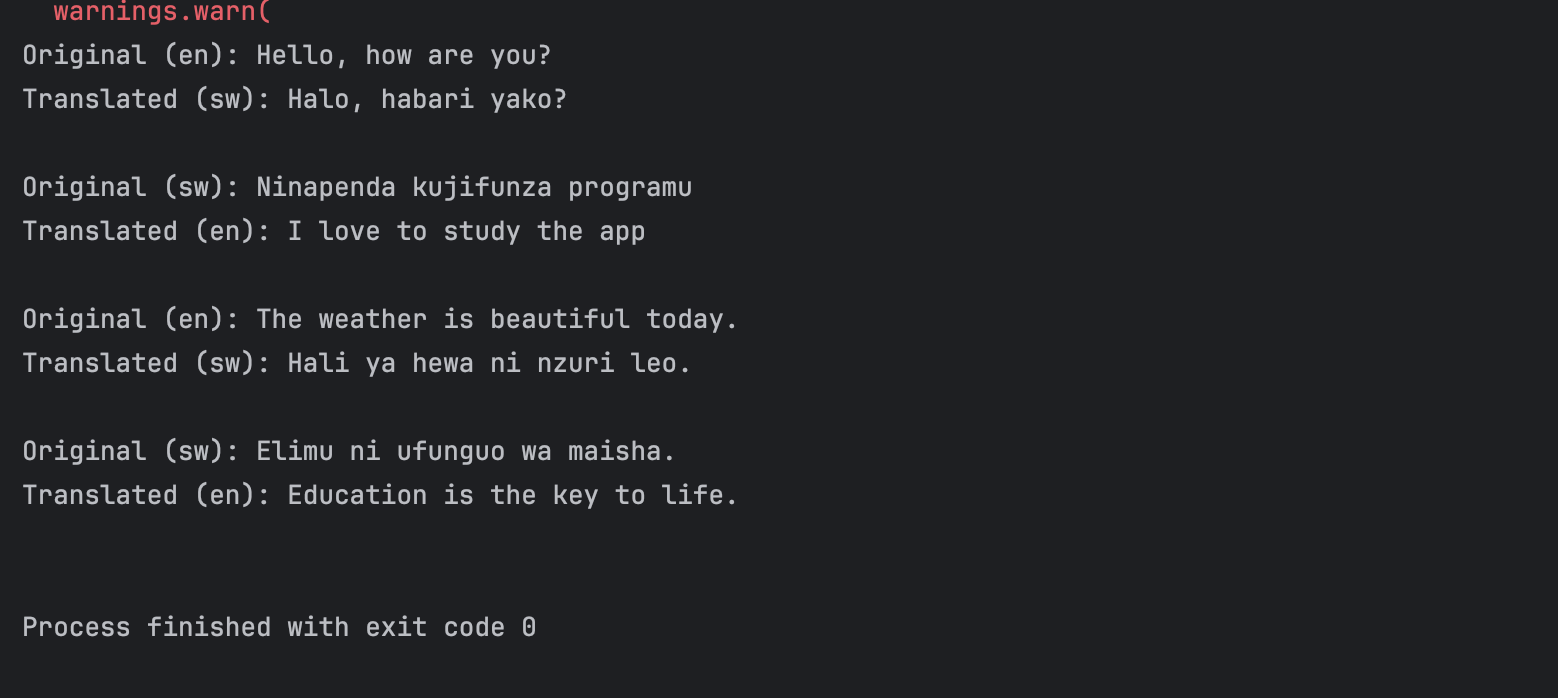 warnings.warn(
Original (en): Hello, how are you?
Translated (sw): Halo, habari yako?
Original (sw): Ninapenda kujifunza programu
Translated (en): I love to study the app
Original (en): The weather is beautiful today.
Translated (sw): Hali ya hewa ni nzuri leo.
Original (sw): Elimu ni ufunguo wa maisha.
Translated (en): Education is the key to life.
Process finished with exit code 0